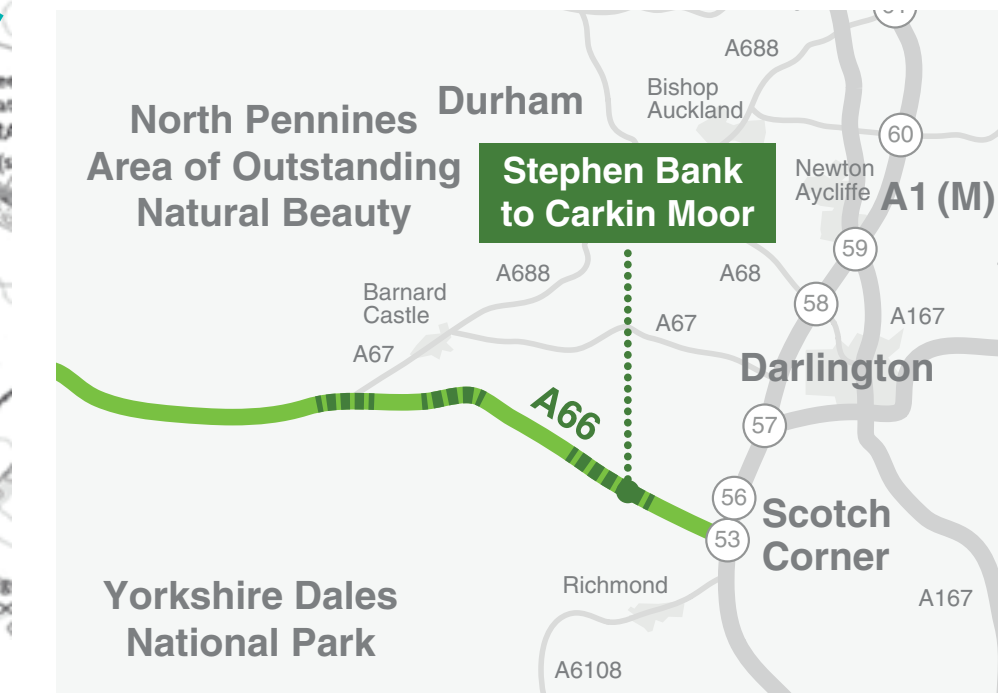 A688
Durham
Bishop
Auckland
North Pennines
Area of Outstanding
Natural Beauty
60
Stephen Bank
to Carkin Moor
Newton
Aycliffe
A1 (M)
59
A688
A68
58
Barnard
Castle
A67
A167
A67
Darlington
A66
57
56
Scotch
Corner
53
Richmond
Yorkshire Dales
National Park
A167
A6108